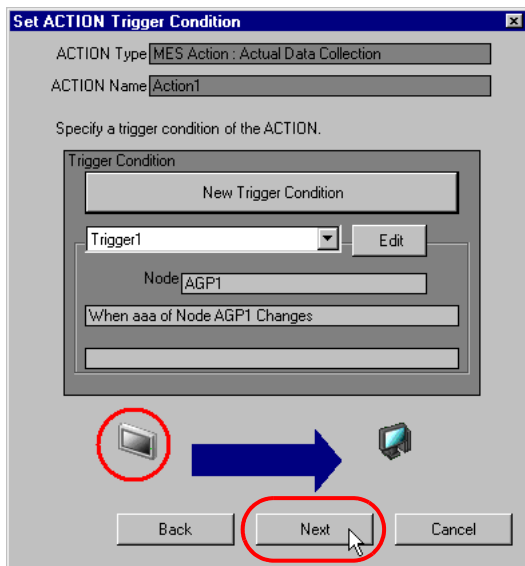 Set ACTION Trigger Condition
ACTION Type MES Action : Actual Data Collection
ACTION Name Action1
Specify a trigger condition of the ACTION.
Trigger Condition
New Trigger Condition
Trigger1 Edit
Node AGP1
When aaa of Node AGP1 Changes
Back Next Cancel